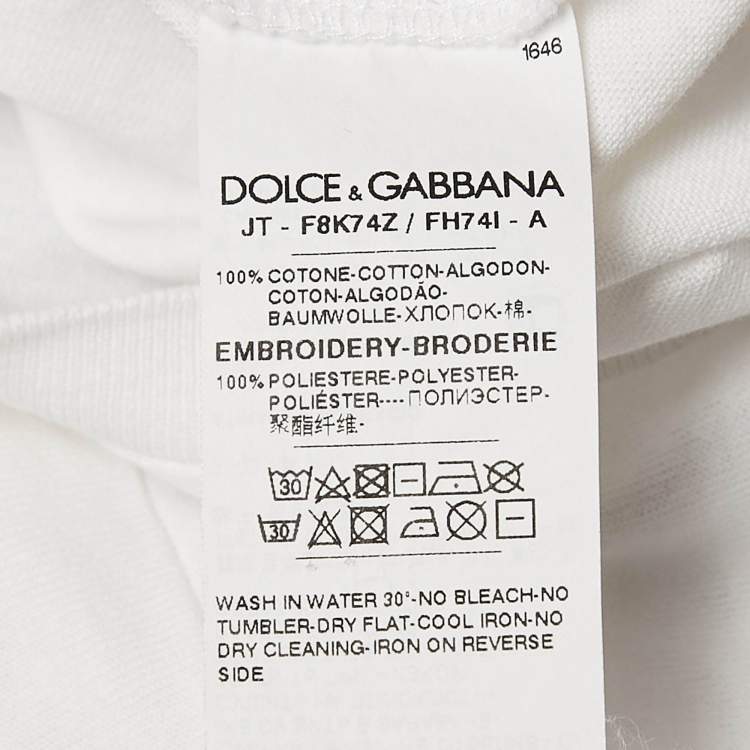 1646
DOLCE & GABBANA
JT - F8K74Z / FH74I - A
100% COTONE-COTTON-ALGODON-
COTON-ALGODÃO-
BAUMWOLLE-ХЛОПОК-棉-
EMBROIDERY-BRODERIE
100% POLIESTERE-POLYESTER-
POLIÉSTER----ПОЛИЭСТЕР-
聚酯纤维-
30
30
WASH IN WATER 30°-NO BLEACH-NO
TUMBLER-DRY FLAT-COOL IRON-NO
DRY CLEANING-IRON ON REVERSE
SIDE